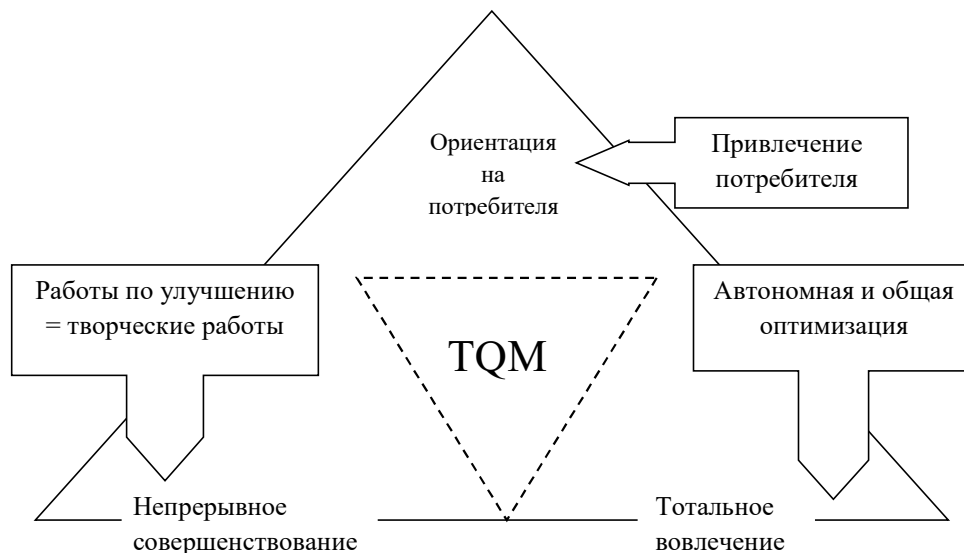 Ориентация
на
потребителя
Привлечение
потребителя
Работы по улучшению
= творческие работы
TQM
Автономная и общая
оптимизация
Непрерывное
совершенствование
Тотальное
вовлечение